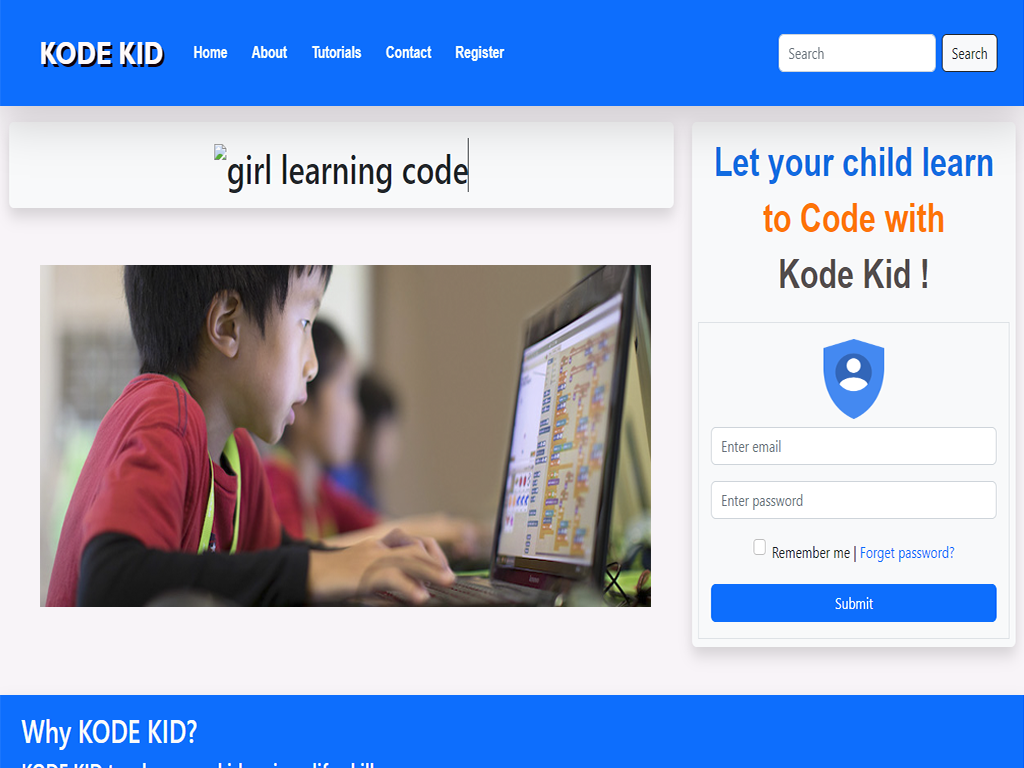 KODE KID
Home About Tutorials Contact Register
Search
Search
girl learning code
Let your child learn
to Code with
Kode Kid !
Enter email
Enter password
Remember me | Forget password?
Submit
Why KODE KID?